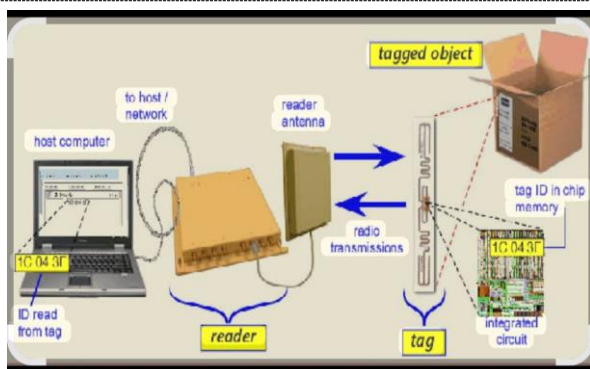 tagged object
to host /
network
reader
antenna
host computer
tag ID in chip
memory
1C 04 3F
radio
transmissions
1C 04 3F
ID read
from tag
reader
tag
integrated
circuit